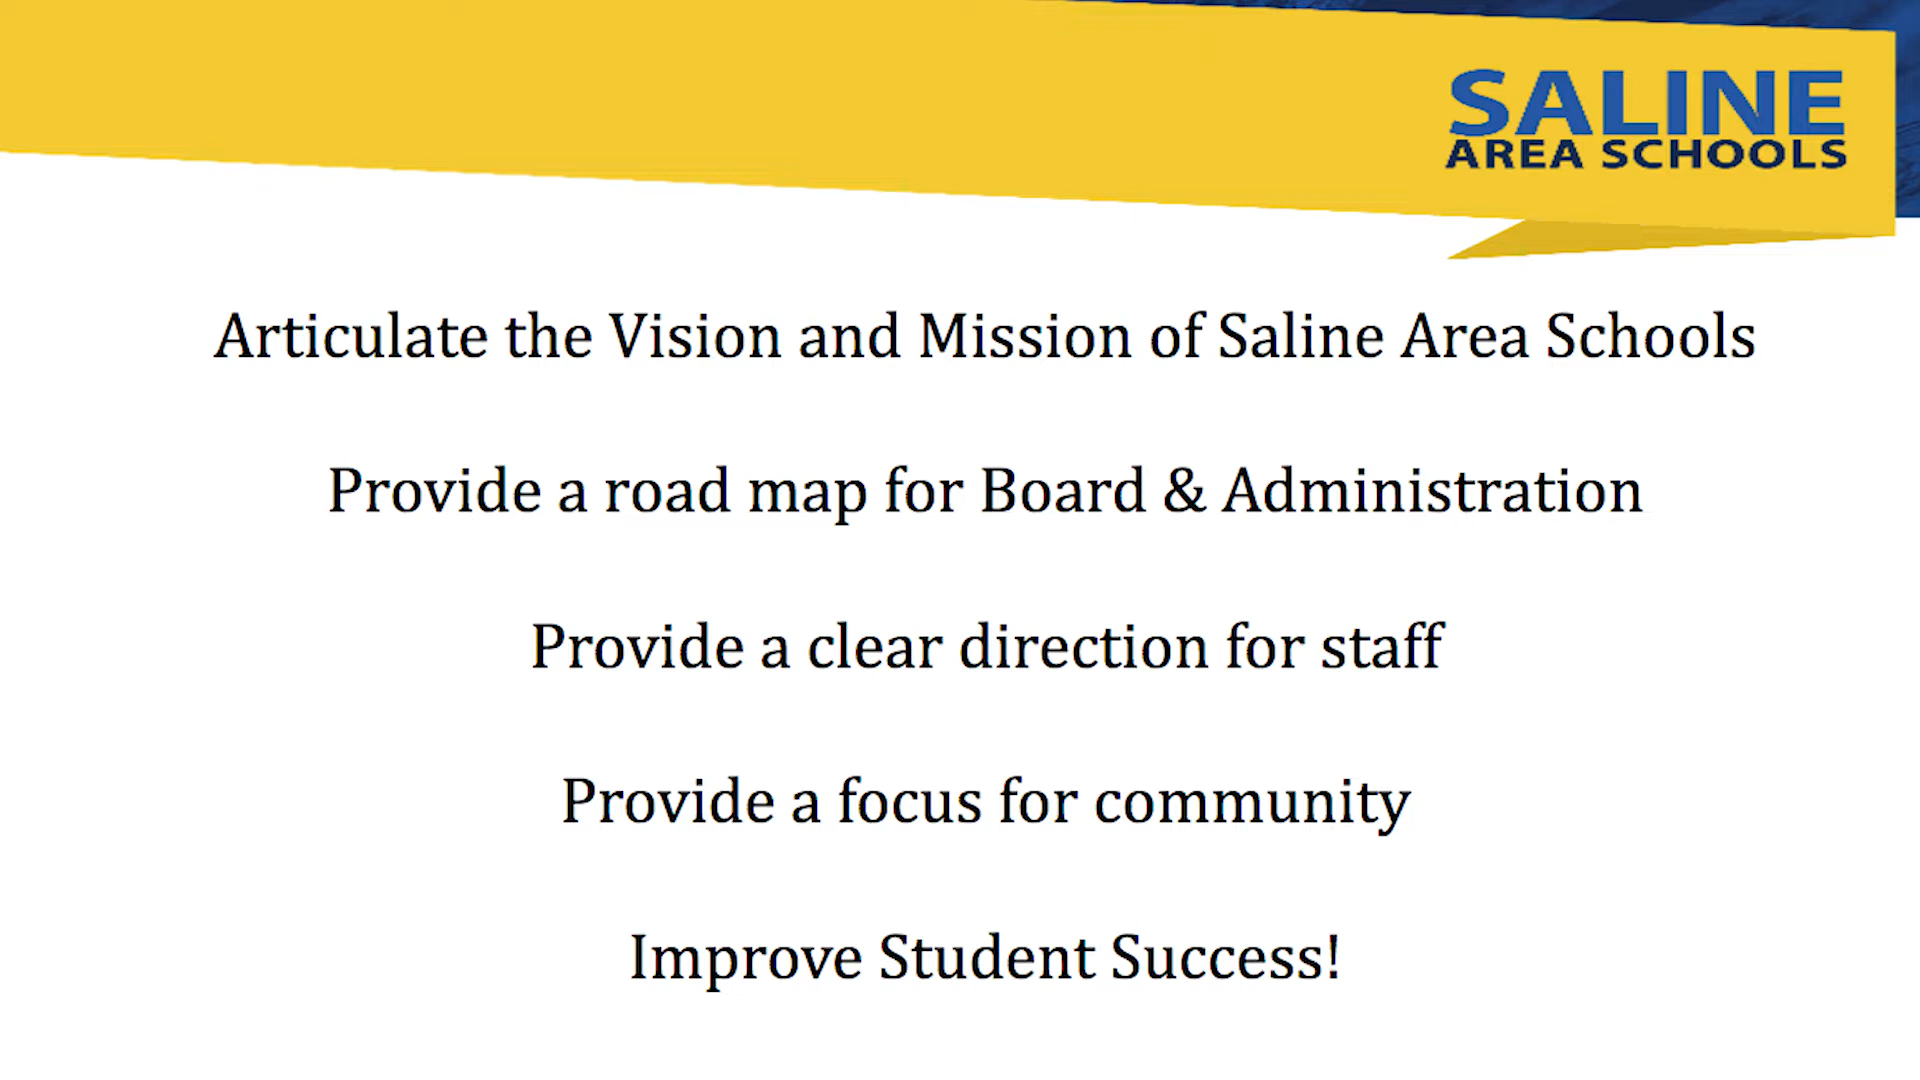 SALINE
AREA SCHOOLS
Articulate the Vision and Mission of Saline Area Schools
Provide a road map for Board & Administration
Provide a clear direction for staff
Provide a focus for community
Improve Student Success!